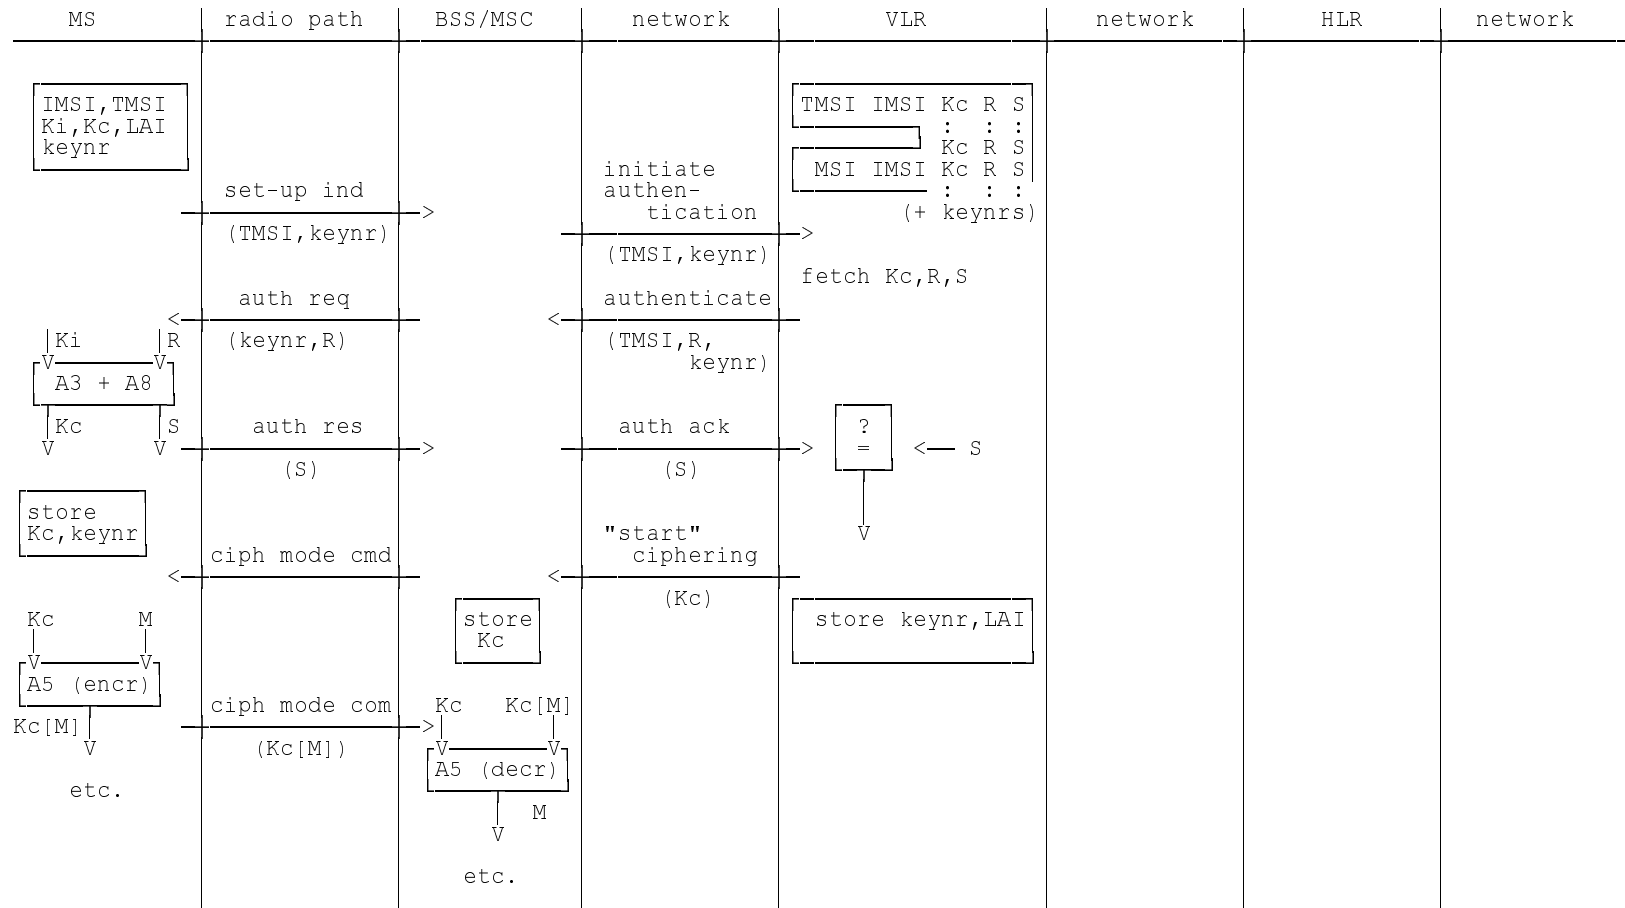 MS radio path BSS/MSC network VLR network HLR network
IMSI,TMSI TMSI IMSI Kc R S
Ki,Kc,LAI : : :
keynr Kc R S
initiate MSI IMSI Kc R S
set-up ind authen- : : :
> tication (+ keynrs)
(TMSI,keynr) >
(TMSI,keynr)
fetch Kc,R,S
auth req authenticate
< <
Ki R (keynr,R) (TMSI,R,
V V keynr)
A3 + A8
Kc S auth res auth ack ?
V V > > = < S
(S) (S)
store
Kc,keynr "start" V
ciph mode cmd ciphering
< <
(Kc)
Kc M store store keynr,LAI
Kc
V V
A5 (encr)
ciph mode com Kc Kc[M]
Kc[M] >
V (Kc[M]) V V
A5 (decr)
etc.
M
V
etc.